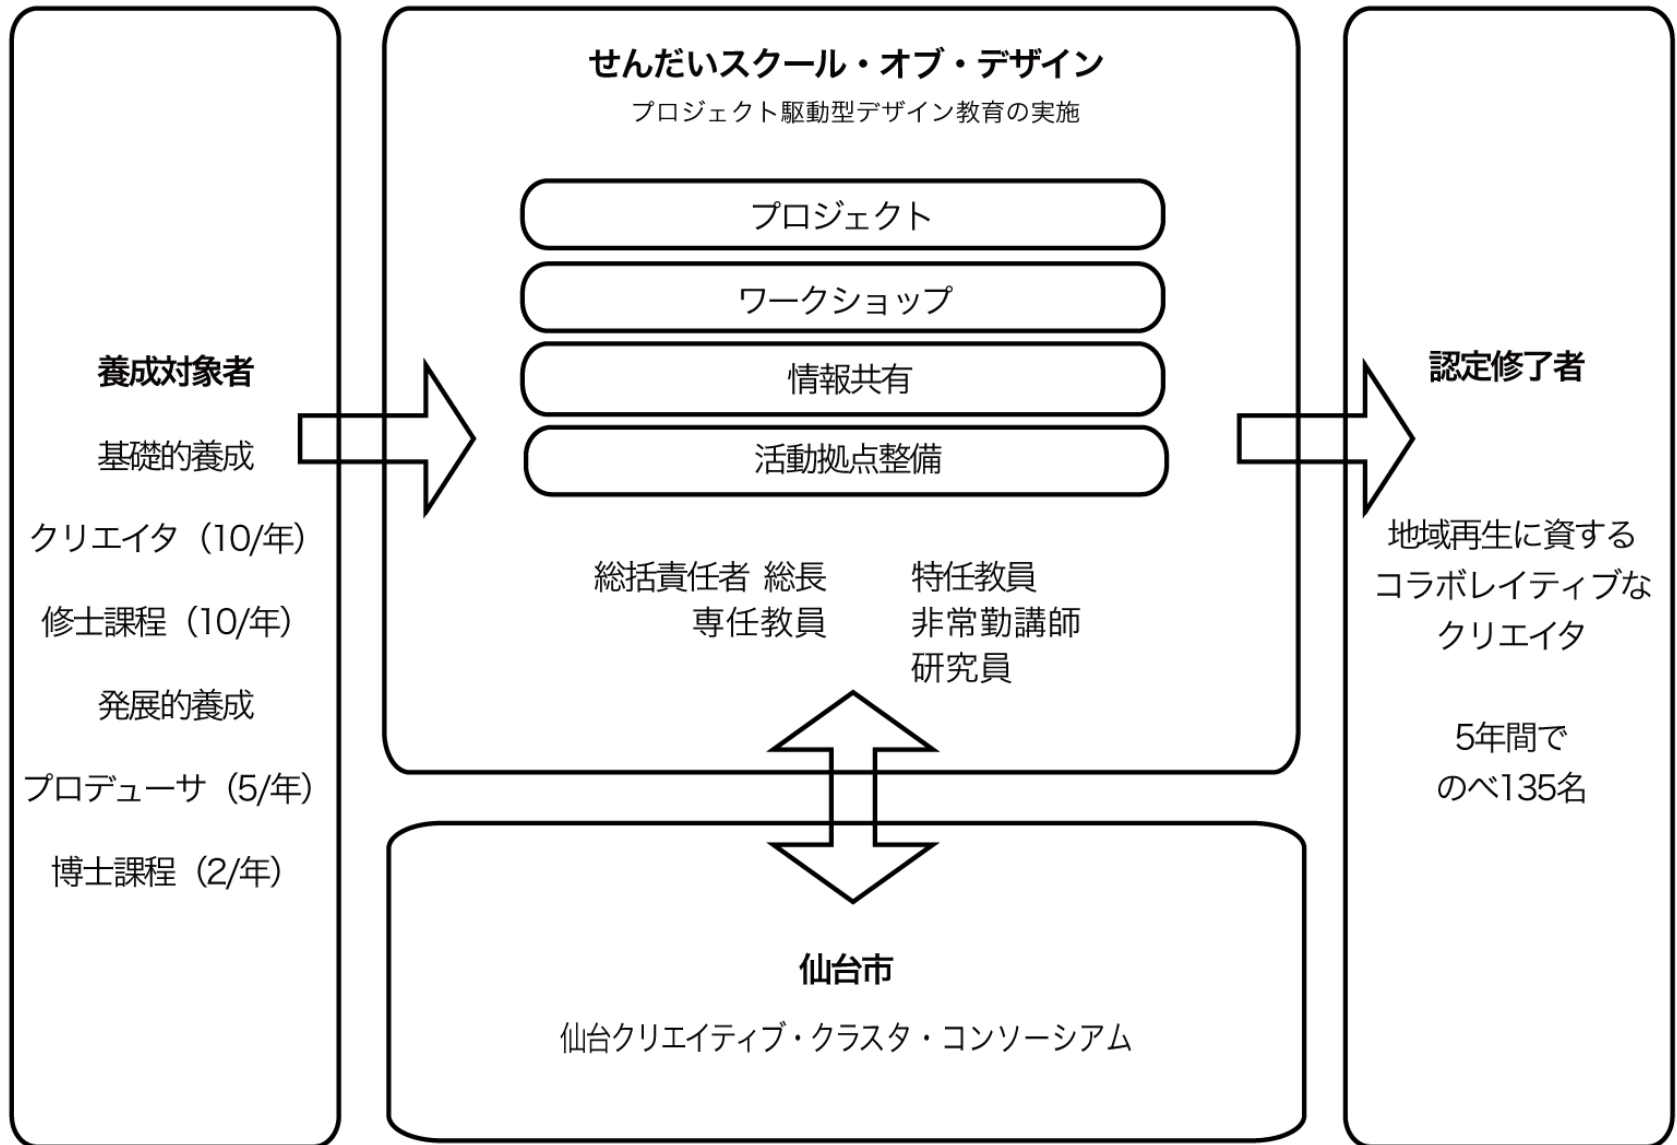 養成対象者
基礎的養成
クリエイタ（10/年）
修士課程（10/年）
発展的養成
プロデューサ（5/年）
博士課程（2/年）
せんだいスクール・オブ・デザイン
プロジェクト駆動型デザイン教育の実施
プロジェクト
ワークショップ
情報共有
活動拠点整備
総括責任者 総長
専任教員
特任教員
非常勤講師
研究員
仙台市
仙台クリエイティブ・クラスタ・コンソーシアム
認定修了者
地域再生に資する
コラボレイティブな
クリエイタ
5年間で
のべ135名